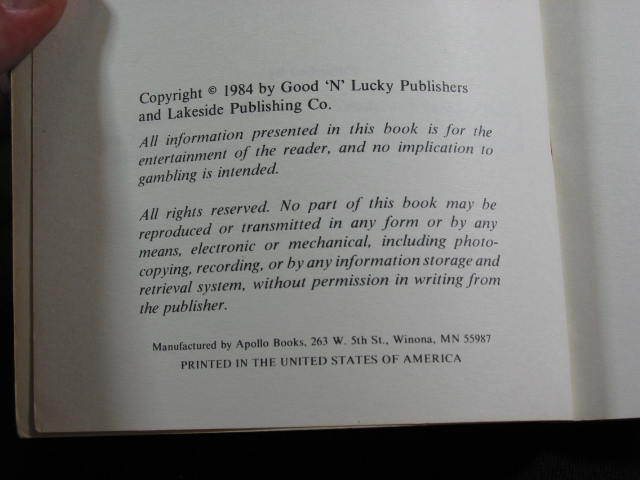 Copyright © 1984 by Good 'N' Lucky Publishers
and Lakeside Publishing Co.
All information presented in this book is for the
entertainment of the reader, and no implication to
gambling is intended.
All rights reserved. No part of this book may be
reproduced or transmitted in any form or by any
means, electronic or mechanical, including photo-
copying, recording, or by any information storage and
retrieval system, without permission in writing from
the publisher.
Manufactured by Apollo Books, 263 W. 5th St., Winona, MN 55987
PRINTED IN THE UNITED STATES OF AMERICA